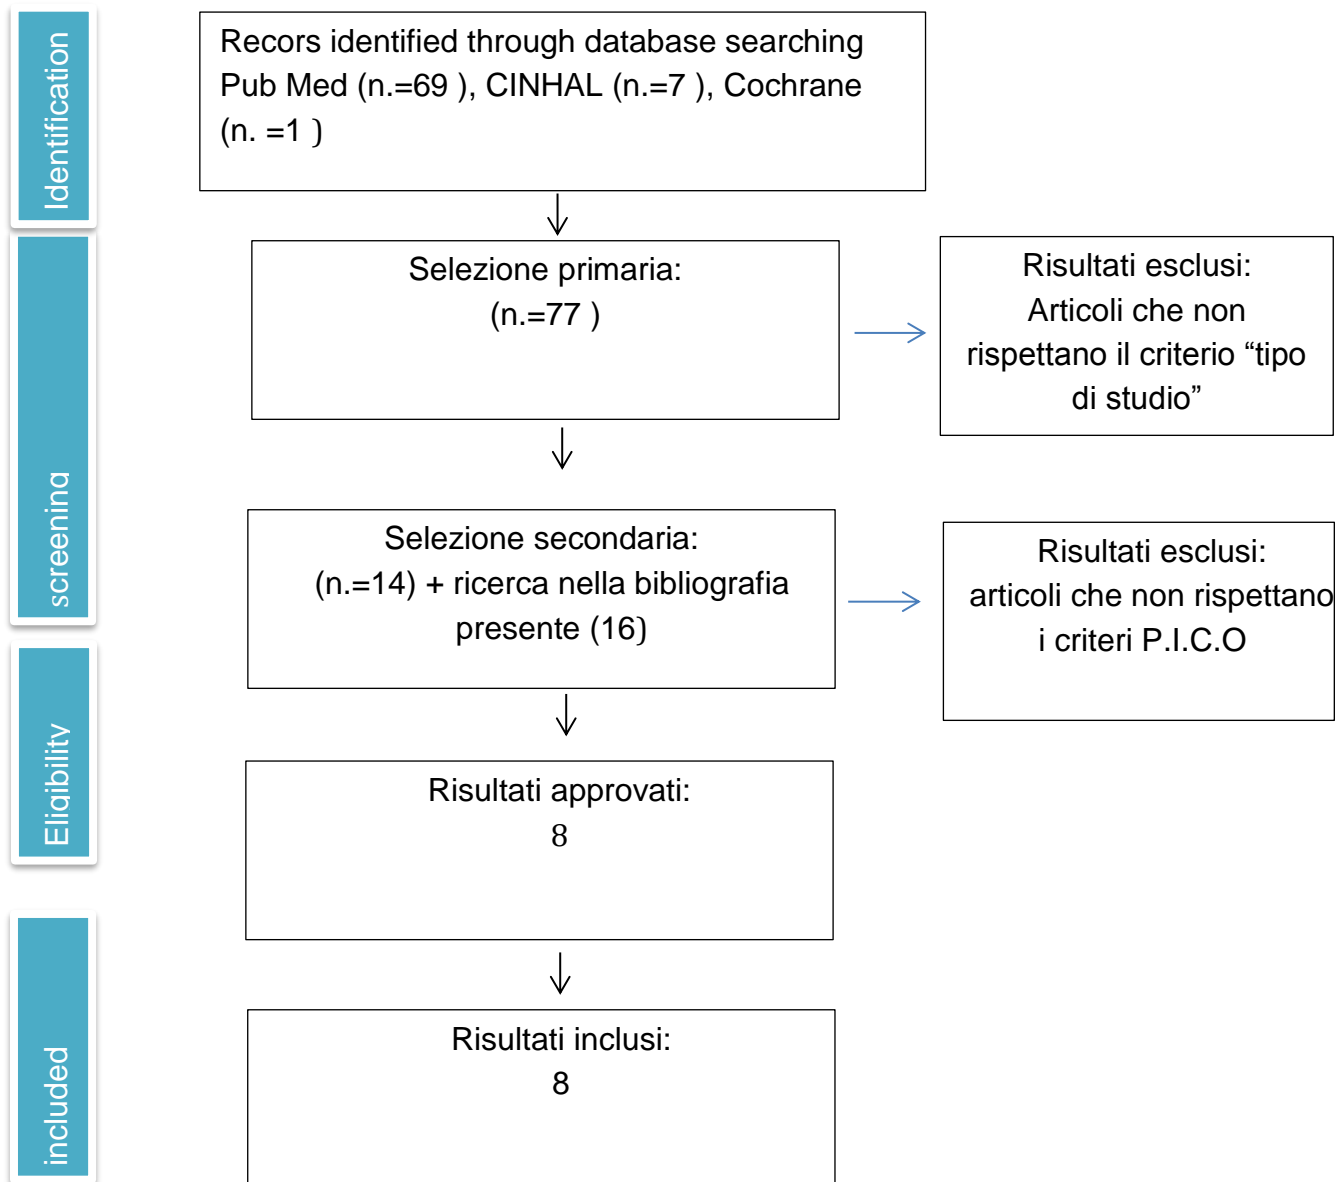 Identification
Recors identified through database searching
Pub Med (n.=69 ), CINHAL (n.=7 ), Cochrane
(n. =1 )
screening
Selezione primaria:
(n.=77 )
Risultati esclusi:
Articoli che non
rispettano il criterio “tipo
di studio”
Selezione secondaria:
(n.=14) + ricerca nella bibliografia
presente (16)
Risultati esclusi:
articoli che non rispettano
i criteri P.I.C.O
Eligibility
Risultati approvati:
8
included
Risultati inclusi:
8